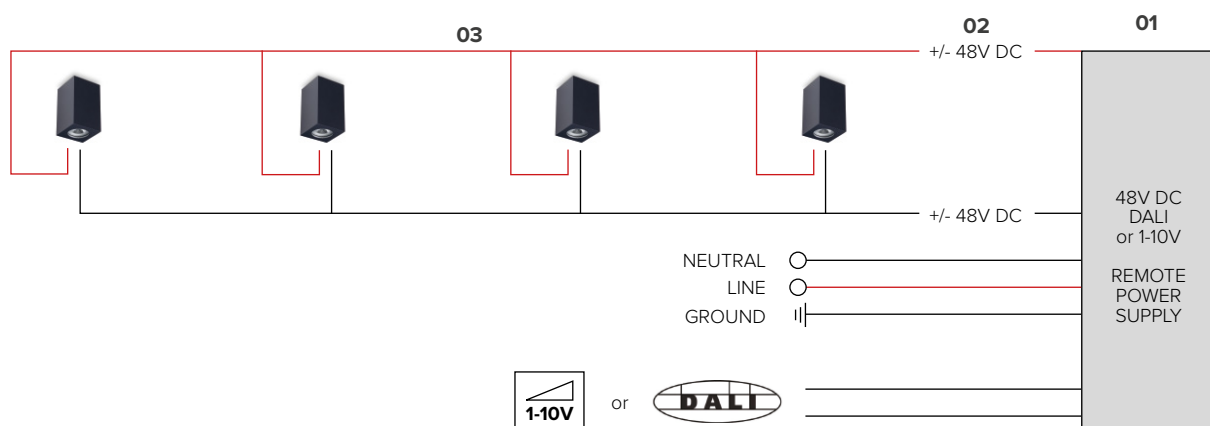 03
02
01
+/- 48V DC
+/- 48V DC
48V DC
DALI
or 1-10V
REMOTE
POWER
SUPPLY
NEUTRAL
LINE
GROUND
1-10V
or
DALI